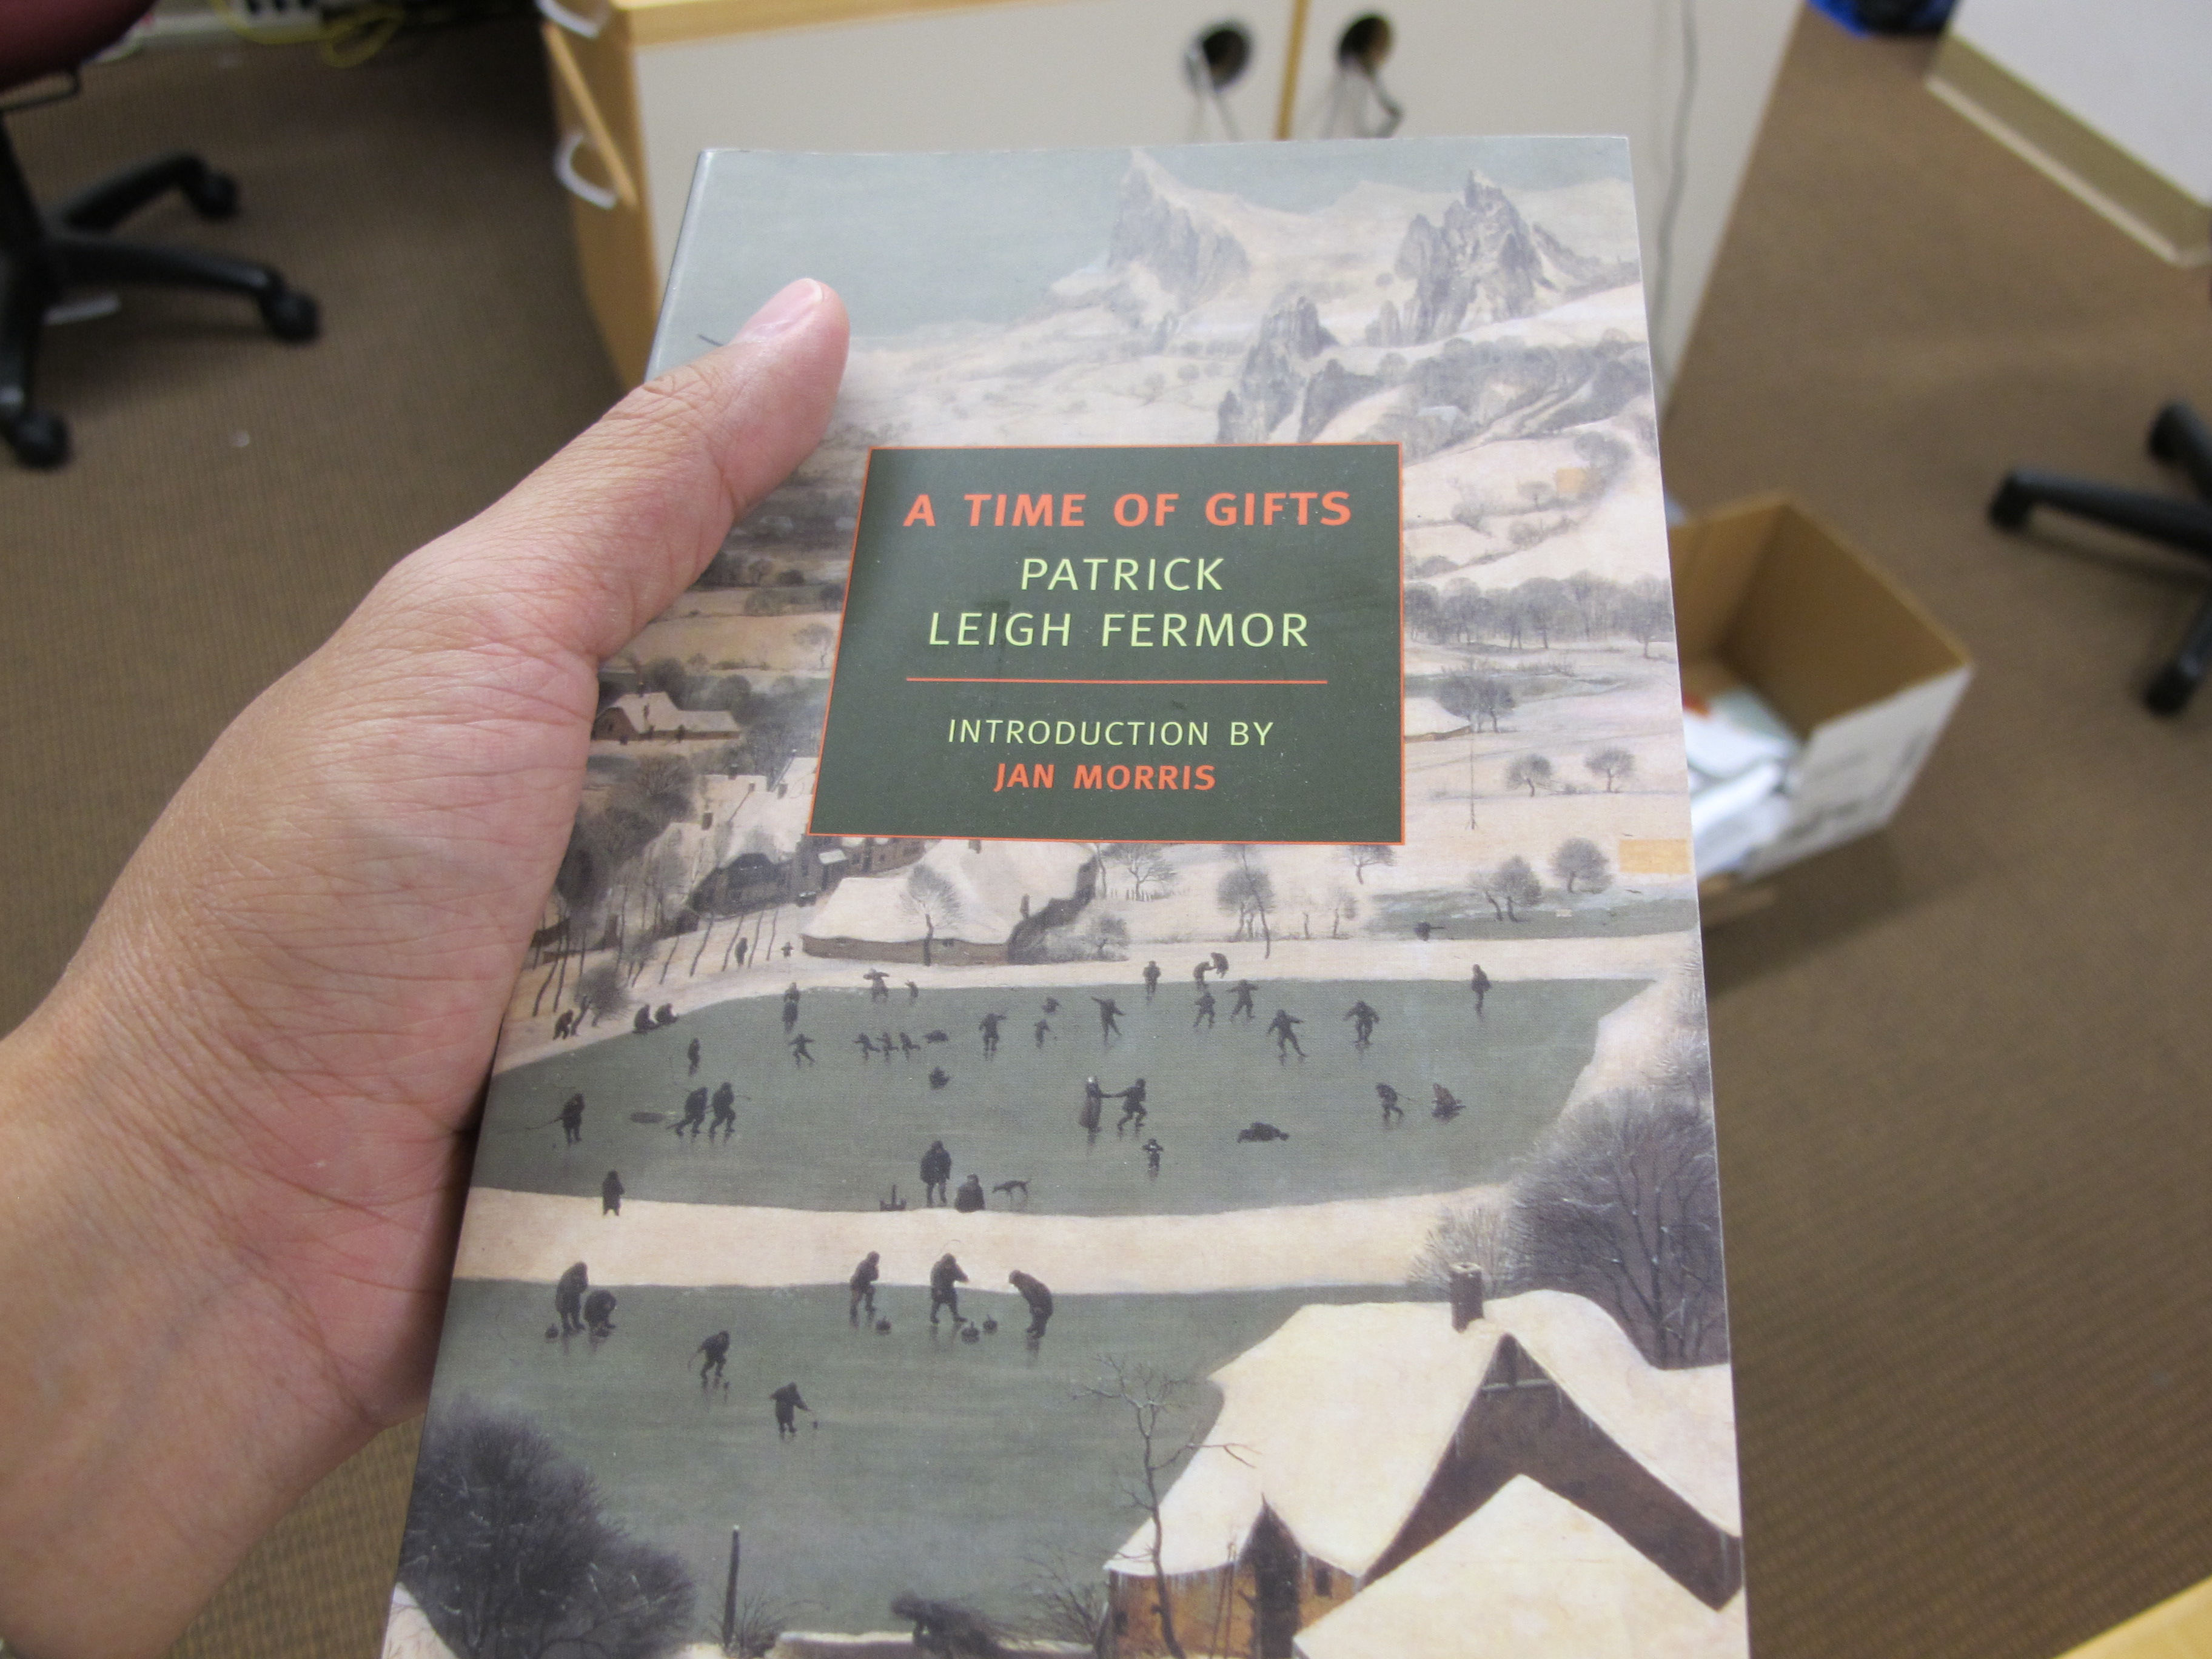 A TIME OF GIFTS
PATRICK
LEIGH FERMOR
INTRODUCTION BY
JAN MORRIS